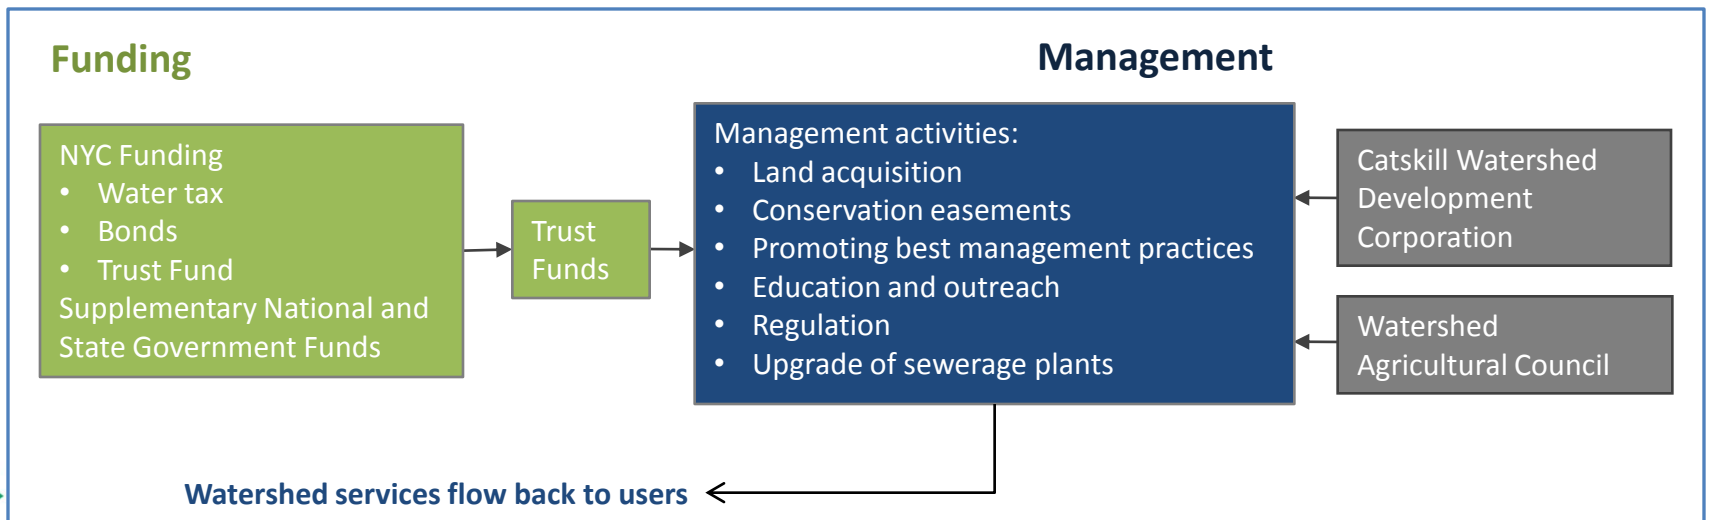 Funding
Management
NYC Funding
• Water tax
• Bonds
• Trust Fund
Supplementary National and
State Government Funds
Trust
Funds
Management activities:
• Land acquisition
• Conservation easements
• Promoting best management practices
• Education and outreach
• Regulation
• Upgrade of sewerage plants
Catskill Watershed
Development
Corporation
Watershed
Agricultural Council
Watershed services flow back to users